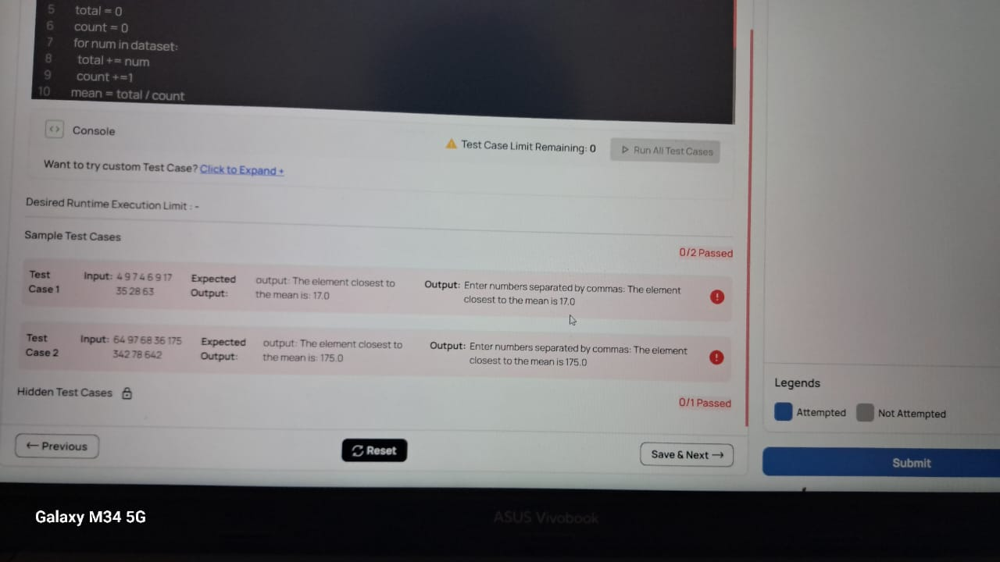 5 total = 0
6 count = 0
7 for num in dataset:
8 total += num
9 count +=1
10 mean = total / count
Console
Test Case Limit Remaining: 0
Run All Test Cases
Want to try custom Test Case? Click to Expand +
Desired Runtime Execution Limit : -
Sample Test Cases
0/2 Passed
Test Case 1
Input: 4 9 7 4 6 9 17
35 28 63
Expected
Output:
output: The element closest to
the mean is: 17.0
Output: Enter numbers separated by commas: The element
closest to the mean is 17.0
Test Case 2
Input: 64 97 68 36 175
342 78 642
Expected
Output:
output: The element closest to
the mean is: 175.0
Output: Enter numbers separated by commas: The element
closest to the mean is 175.0
Hidden Test Cases
0/1 Passed
← Previous
Reset
Save & Next →
Legends
Attempted
Not Attempted
Submit
Galaxy M34 5G
ASUS Vivobook